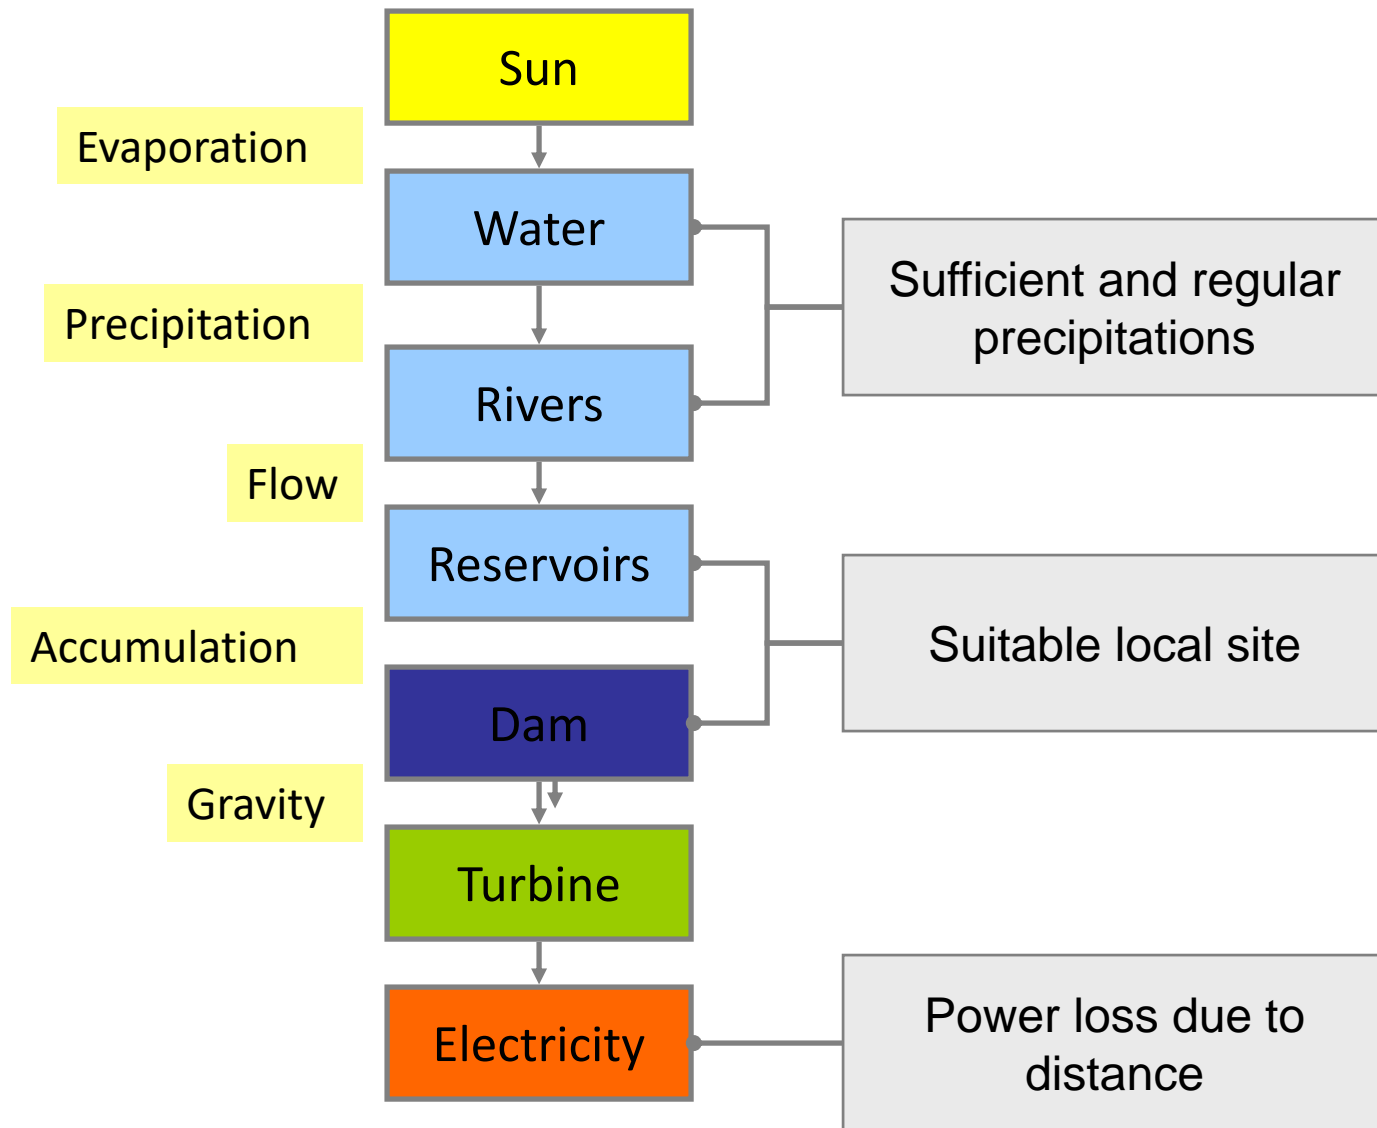 Sun
Evaporation
Water
Sufficient and regular
precipitations
Precipitation
Rivers
Flow
Reservoirs
Suitable local site
Accumulation
Dam
Gravity
Turbine
Electricity
Power loss due to
distance